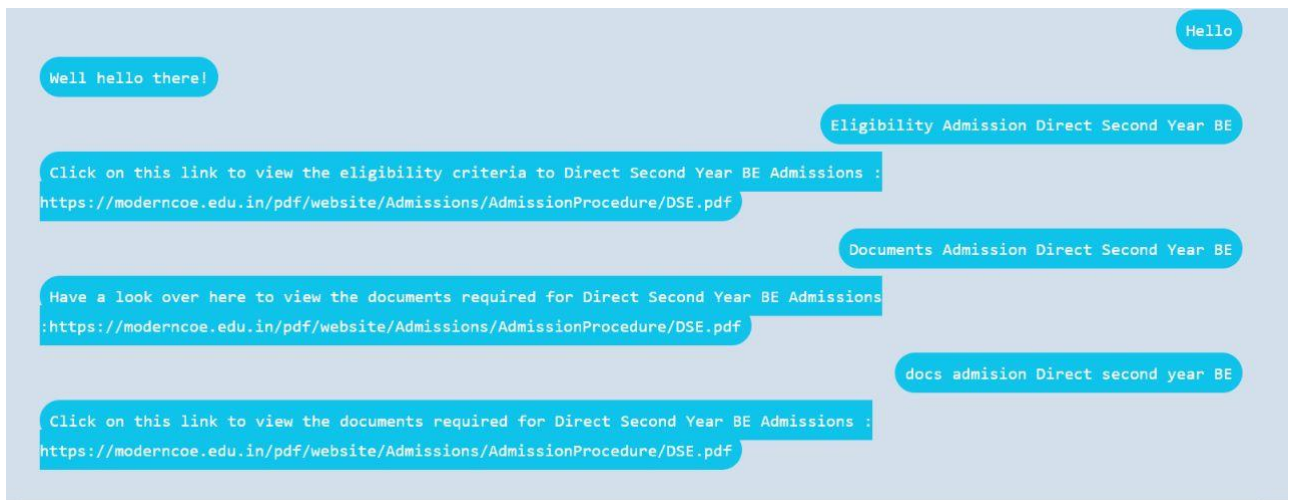 Hello
Well hello there!
Eligibility Admission Direct Second Year BE
Click on this link to view the eligibility criteria to Direct Second Year BE Admissions :
https://moderncoe.edu.in/pdf/website/Admissions/AdmissionProcedure/DSE.pdf
Documents Admission Direct Second Year BE
Have a look over here to view the documents required for Direct Second Year BE Admissions
:https://moderncoe.edu.in/pdf/website/Admissions/AdmissionProcedure/DSE.pdf
docs admision Direct second year BE
Click on this link to view the documents required for Direct Second Year BE Admissions :
https://moderncoe.edu.in/pdf/website/Admissions/AdmissionProcedure/DSE.pdf